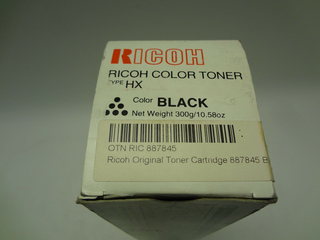 RICOH
RICOH COLOR TONER
TYPE HX
Color BLACK
Net Weight 300g/10.58oz
OTN RIC 887845
Ricoh Original Toner Cartridge 887845 B